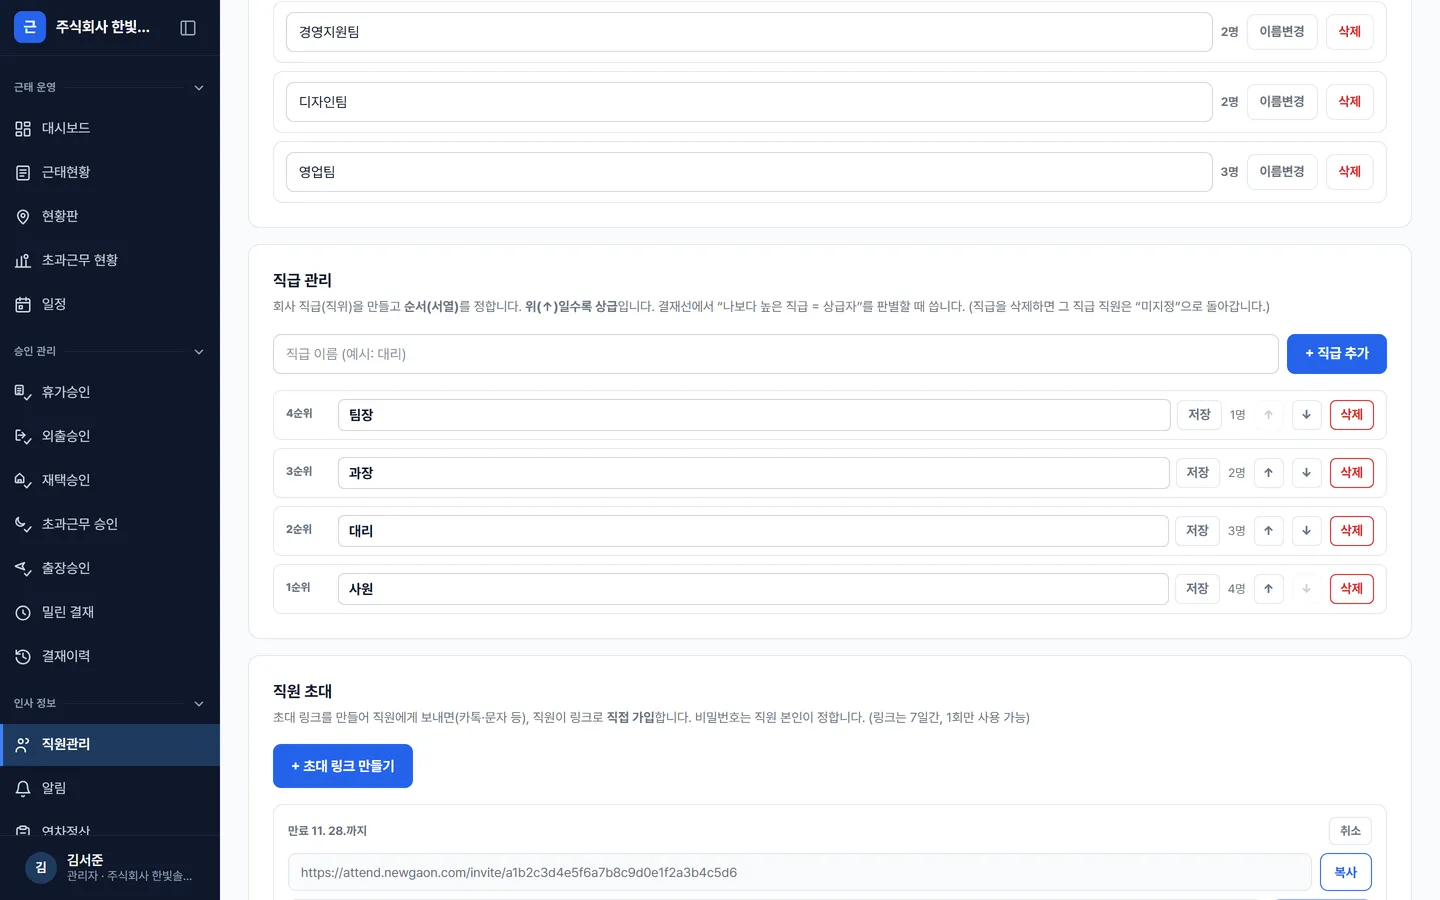 근
주식회사 한빛...
근태 운영
대시보드
근태현황
현황판
초과근무 현황
일정
승인 관리
휴가승인
외출승인
재택승인
초과근무 승인
출장승인
밀린 결재
결재이력
인사 정보
직원관리
알림
연차정산
김
김서준
관리자 · 주식회사 한빛솔...
경영지원팀 2명 이름변경 삭제
디자인팀 2명 이름변경 삭제
영업팀 3명 이름변경 삭제
직급 관리
회사 직급(직위)을 만들고 순서(서열)를 정합니다. 위(↑)일수록 상급입니다. 결재선에서 “나보다 높은 직급 = 상급자”를 판별할 때 씁니다. (직급을 삭제하면 그 직급 직원은 “미지정”으로 돌아갑니다.)
직급 이름 (예시: 대리) + 직급 추가
4순위 팀장 저장 1명 ↑ ↓ 삭제
3순위 과장 저장 2명 ↑ ↓ 삭제
2순위 대리 저장 3명 ↑ ↓ 삭제
1순위 사원 저장 4명 ↑ ↓ 삭제
직원 초대
초대 링크를 만들어 직원에게 보내면(카톡·문자 등), 직원이 링크로 직접 가입합니다. 비밀번호는 직원 본인이 정합니다. (링크는 7일간, 1회만 사용 가능)
+ 초대 링크 만들기
만료 11. 28.까지 취소
https://attend.newgaon.com/invite/a1b2c3d4e5f6a7b8c9d0e1f2a3b4c5d6 복사